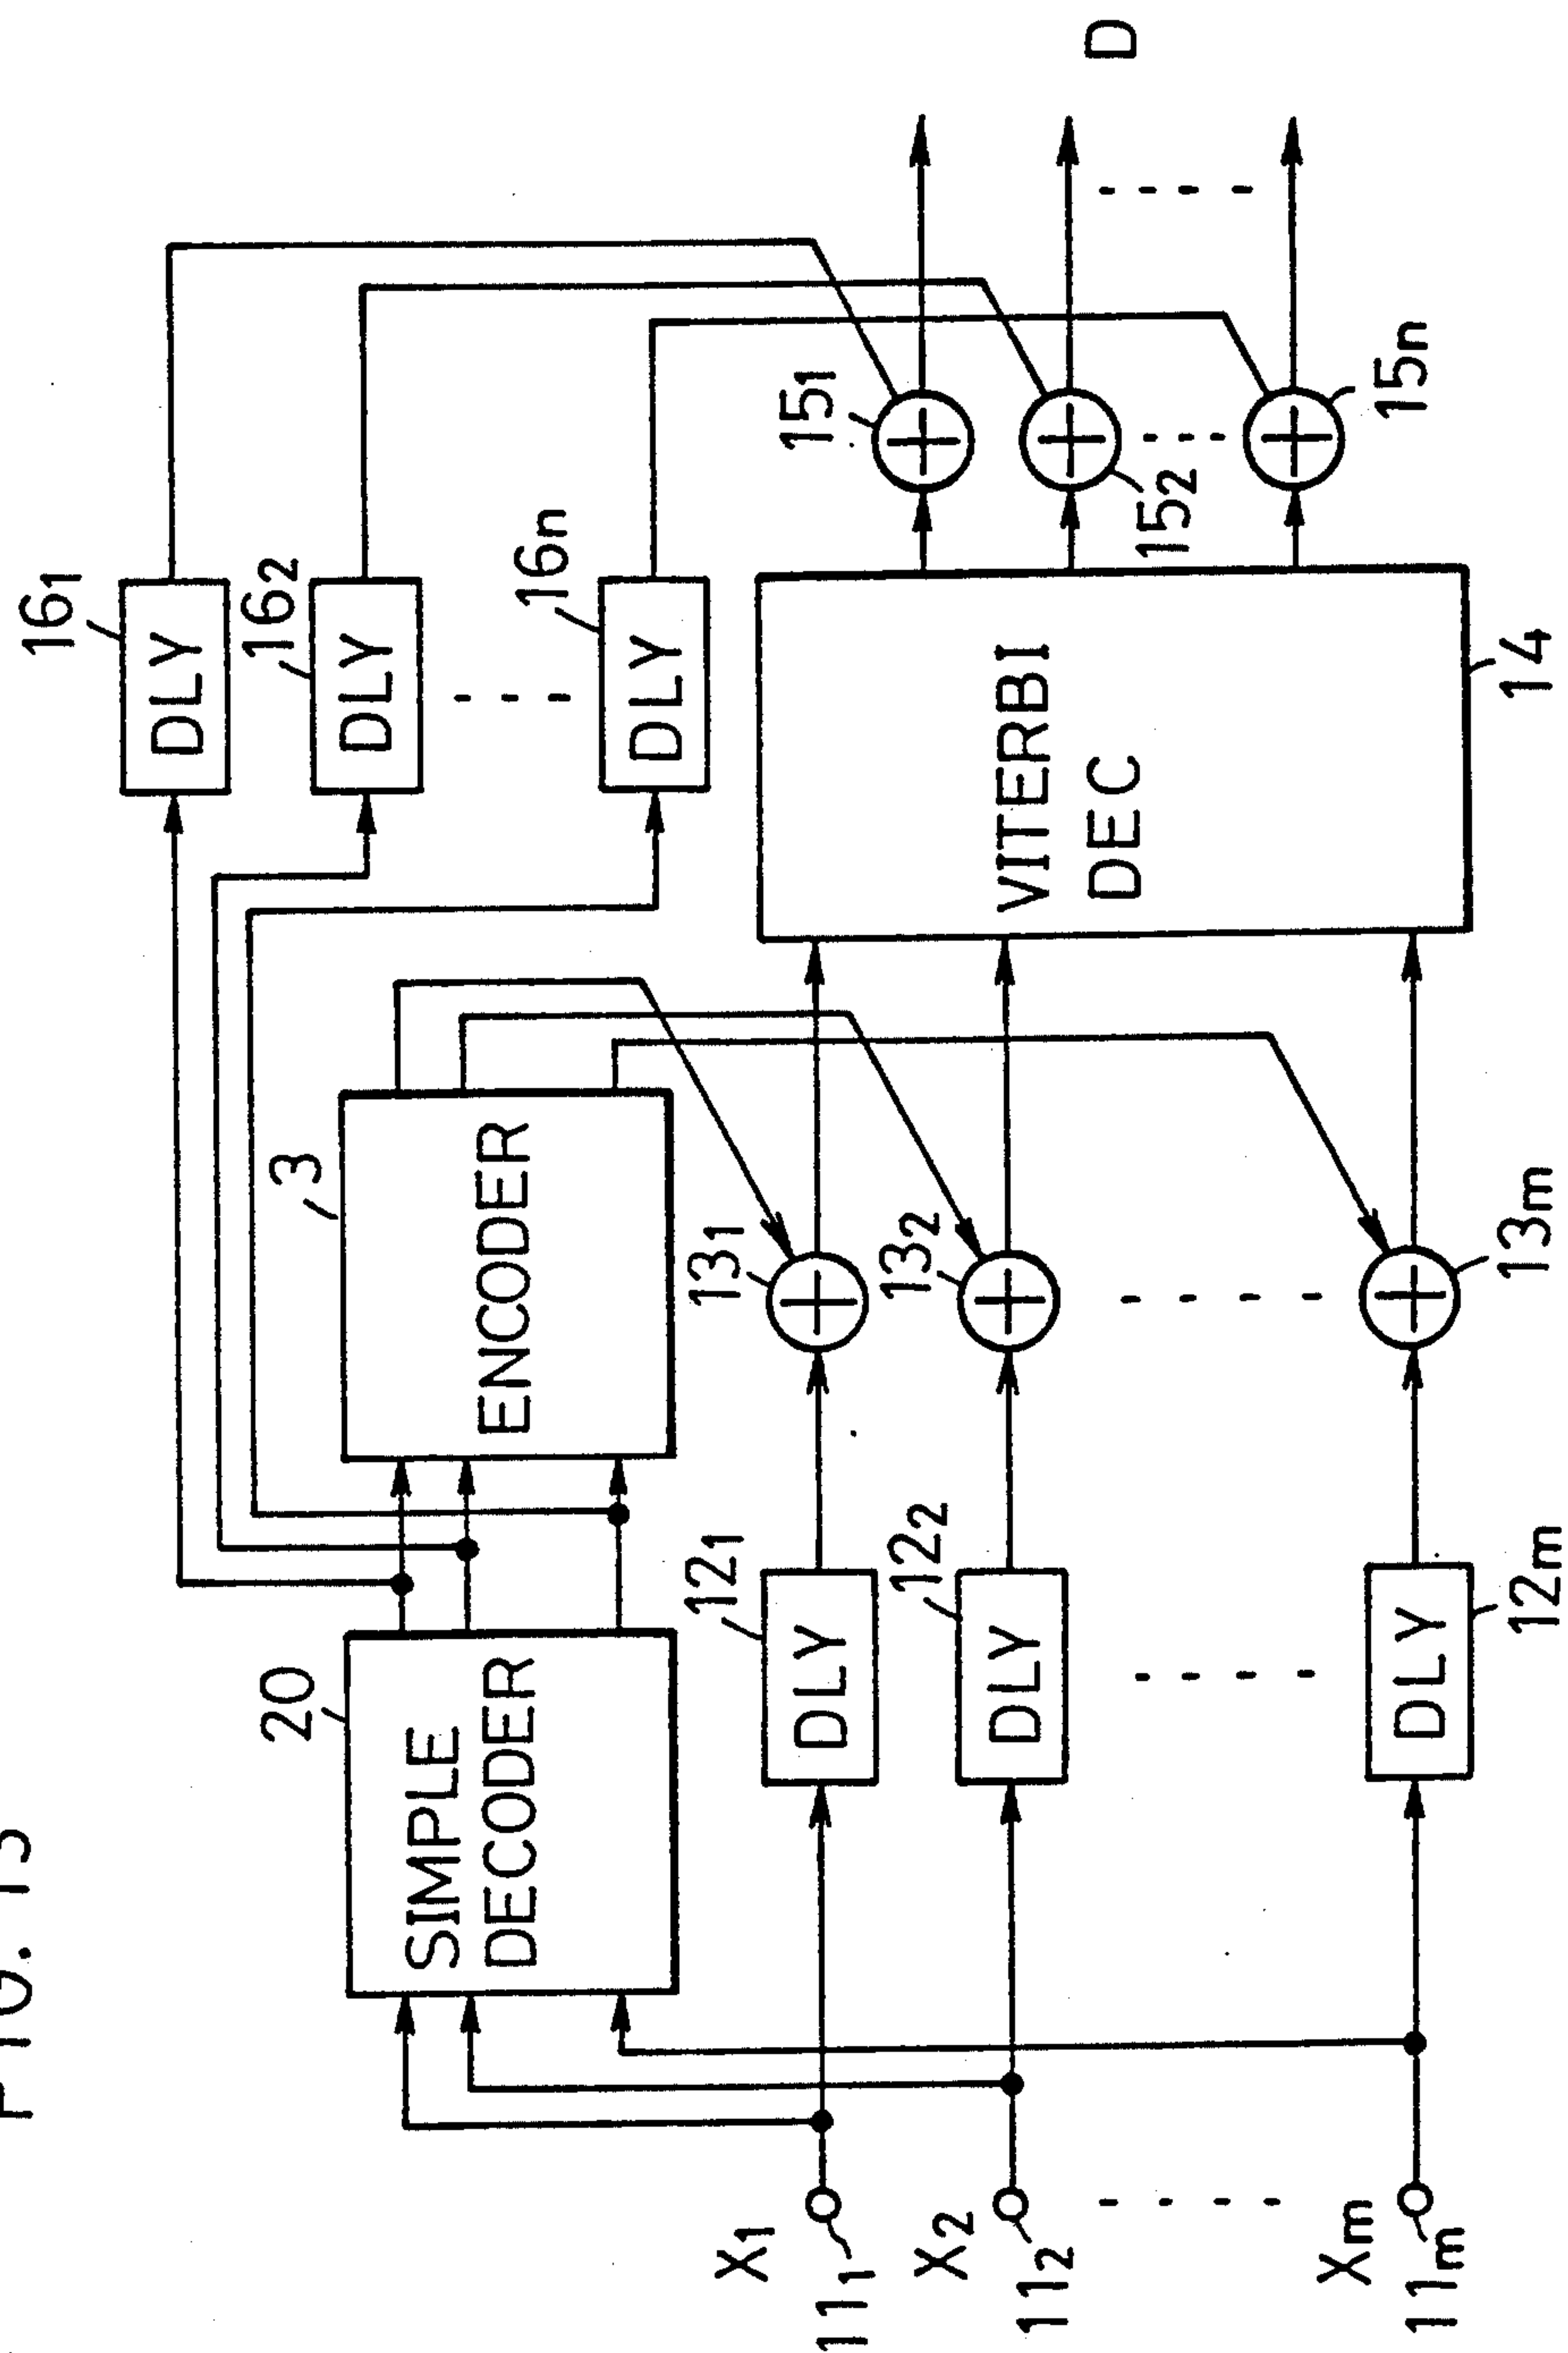 FIG.
16₁
DLY
16₂
DLY
16n
DLY
20
SIMPLE
DECODER
3
ENCODER
X₁
11₁
12₁
DLY
13₁
15₁
X₂
11₂
12₂
DLY
13₂
VITERBI
DEC
15₂
D
Xm
11m
DLY
12m
13m
14
15n